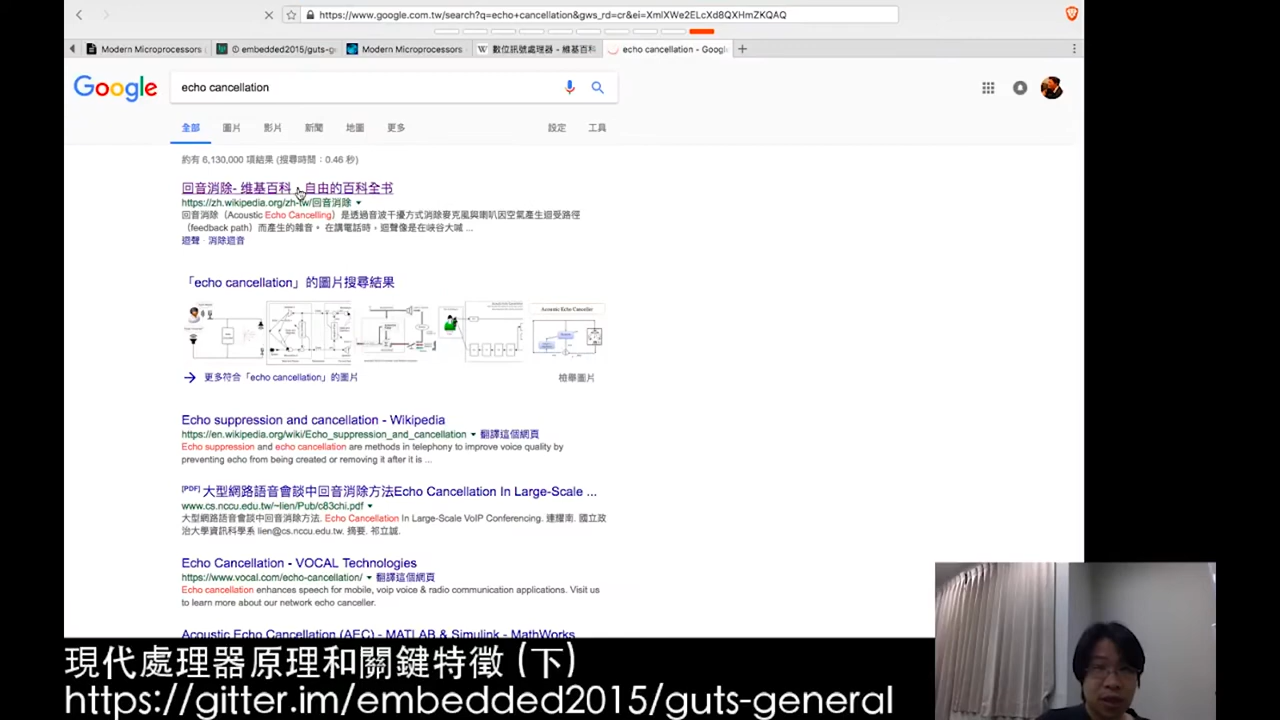 https://www.google.com.tw/search?q=echo+cancellation&gws_rd=cr&ei=XmlXWe2ELcXd8QXHmZKQAQ
Modern Microprocessors
embedded2015/guts-g
Modern Microprocessors
W 數位訊號處理器 - 維基百科
echo cancellation - Google
Google
echo cancellation
全部 圖片 影片 新聞 地圖 更多 設定 工具
約有 6,130,000 項結果 (搜尋時間：0.46 秒)
回音消除- 维基百科，自由的百科全书
https://zh.wikipedia.org/zh-tw/回音消除
回音消除（Acoustic Echo Cancelling）是透過音波干擾方式消除麥克風與喇叭因空氣產生迴受路徑
（feedback path）而產生的雜音。 在講電話時，迴聲像是在峽谷大喊 ...
迴聲 · 消除迴音
「echo cancellation」的圖片搜尋結果
Acoustic Echo Canceller
更多符合「echo cancellation」的圖片
檢舉圖片
Echo suppression and cancellation - Wikipedia
https://en.wikipedia.org/wiki/Echo_suppression_and_cancellation 翻譯這個網頁
Echo suppression and echo cancellation are methods in telephony to improve voice quality by
preventing echo from being created or removing it after it is ...
[PDF] 大型網路語音會談中回音消除方法Echo Cancellation In Large-Scale ...
www.cs.nccu.edu.tw/~lien/Pub/c83chi.pdf
大型網路語音會談中回音消除方法. Echo Cancellation In Large-Scale VoIP Conferencing. 連耀南. 國立政
治大學資訊科學系 lien@cs.nccu.edu.tw. 摘要. 祁立誠.
Echo Cancellation - VOCAL Technologies
https://www.vocal.com/echo-cancellation/ 翻譯這個網頁
Echo cancellation enhances speech for mobile, voip voice & radio communication applications. Visit us
to learn more about our network echo canceller.
Acoustic Echo Cancellation (AEC) - MATLAB & Simulink - MathWorks
現代處理器原理和關鍵特徵 (下)
https://gitter.im/embedded2015/guts-general